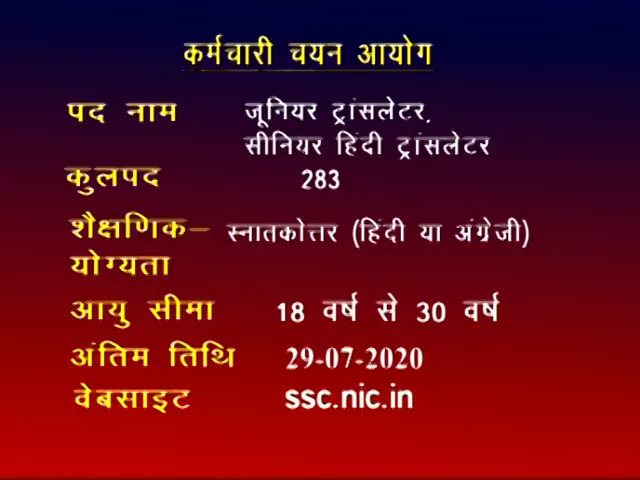 कर्मचारी चयन आयोग
पद नाम जूनियर ट्रांसलेटर,
सीनियर हिंदी ट्रांसलेटर
कुलपद 283
शैक्षणिक- स्नातकोत्तर (हिंदी या अंग्रेजी)
योग्यता
आयु सीमा 18 वर्ष से 30 वर्ष
अंतिम तिथि 29-07-2020
वेबसाइट ssc.nic.in